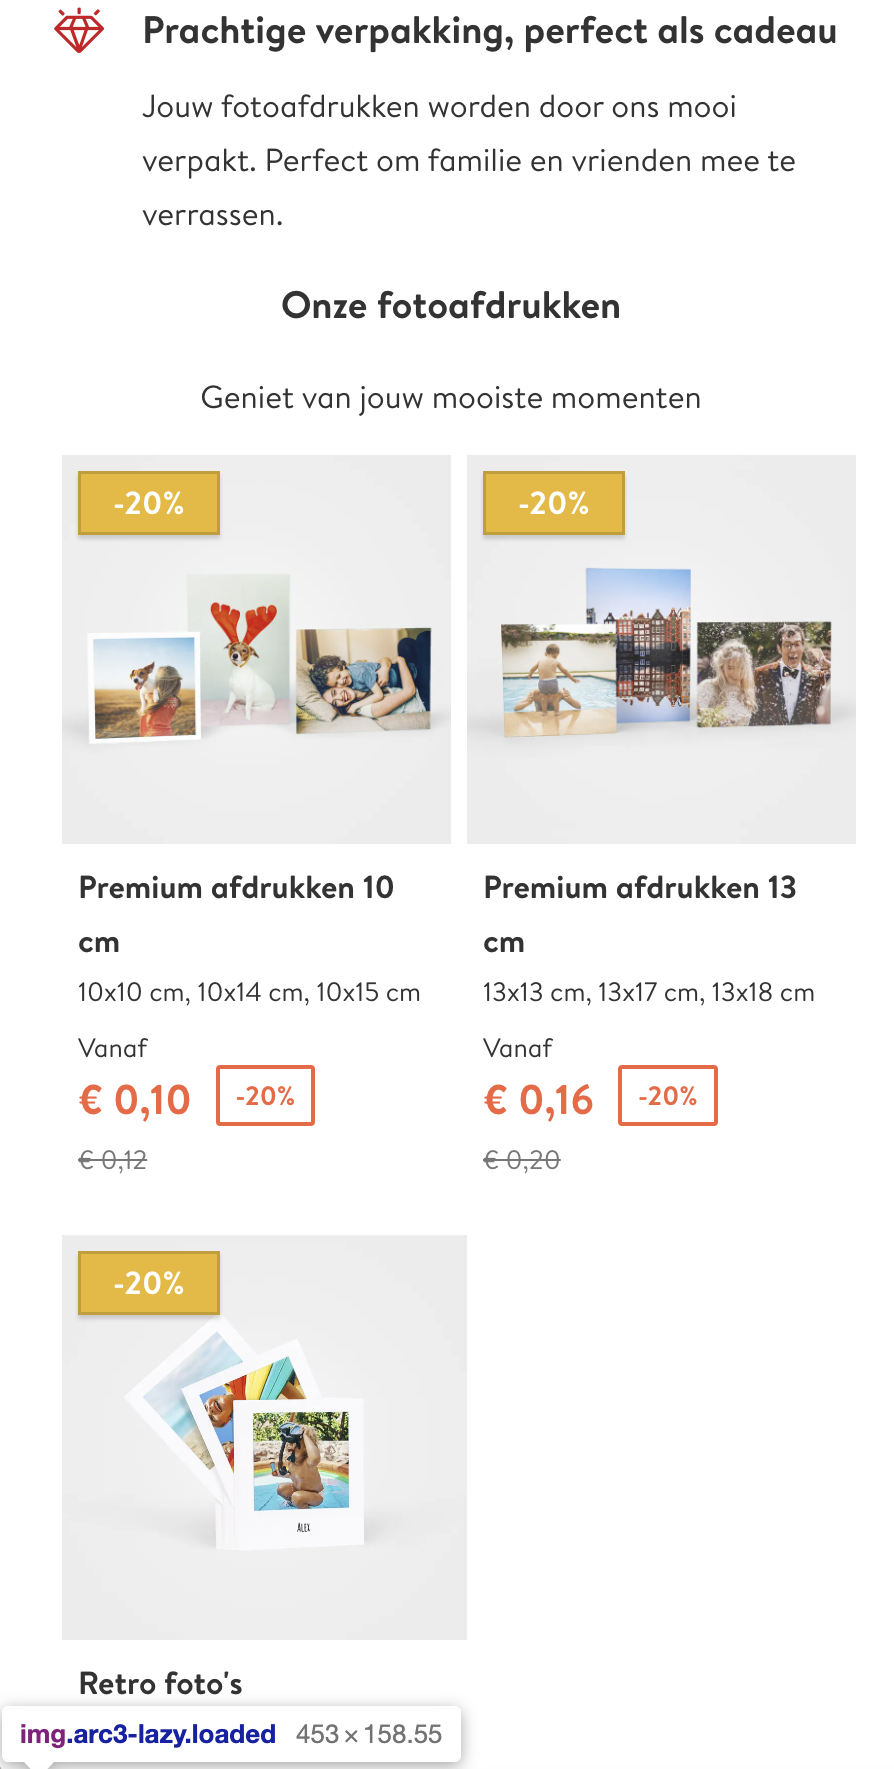 Prachtige verpakking, perfect als cadeau
Jouw fotoafdrukken worden door ons mooi
verpakt. Perfect om familie en vrienden mee te
verrassen.
Onze fotoafdrukken
Geniet van jouw mooiste momenten
-20%
-20%
Premium afdrukken 10
cm
10x10 cm, 10x14 cm, 10x15 cm
Vanaf
€ 0,10 -20%
€ 0,12
Premium afdrukken 13
cm
13x13 cm, 13x17 cm, 13x18 cm
Vanaf
€ 0,16 -20%
€ 0,20
-20%
ALEX
Retro foto's
img.arc3-lazy.loaded 453 × 158.55